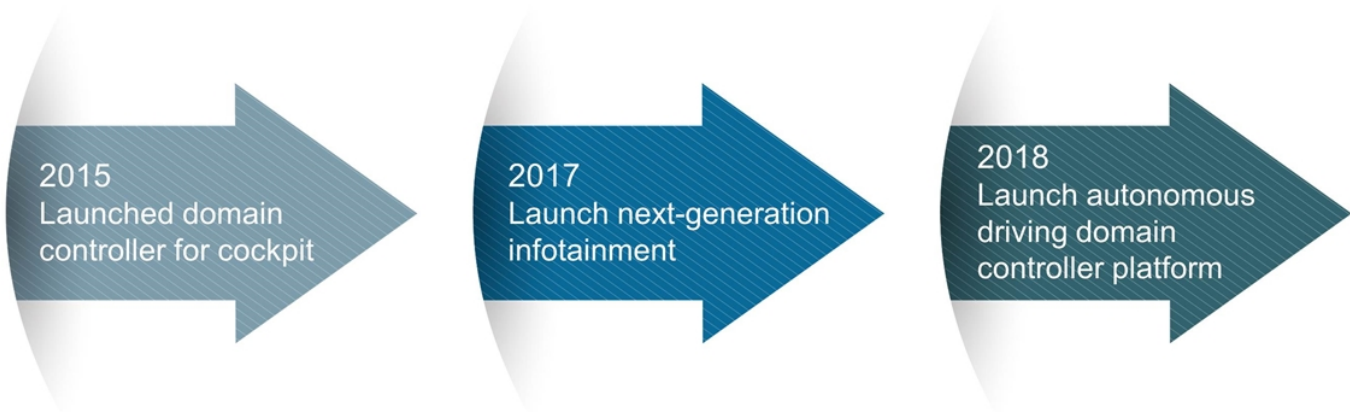 2015
Launched domain
controller for cockpit
2017
Launch next-generation
infotainment
2018
Launch autonomous
driving domain
controller platform